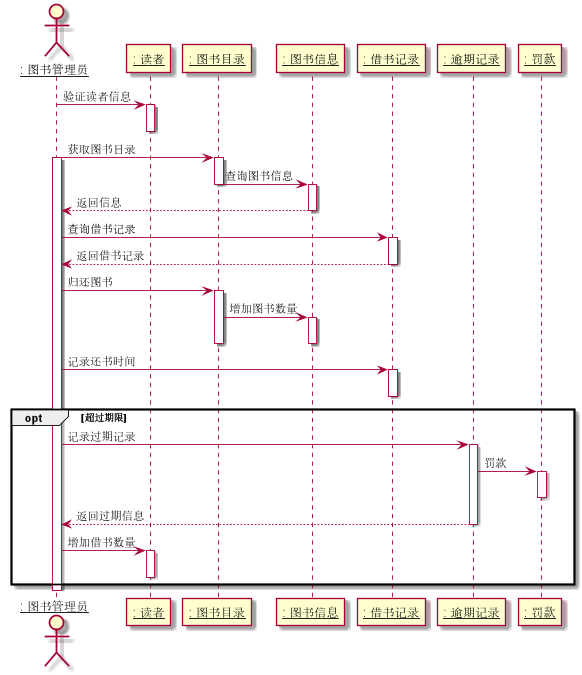 : 图书管理员
: 读者
: 图书目录
: 图书信息
: 借书记录
: 逾期记录
: 罚款
验证读者信息
获取图书目录
查询图书信息
返回信息
查询借书记录
返回借书记录
归还图书
增加图书数量
记录还书时间
opt
[超过期限]
记录过期记录
罚款
返回过期信息
增加借书数量
: 图书管理员
: 读者
: 图书目录
: 图书信息
: 借书记录
: 逾期记录
: 罚款